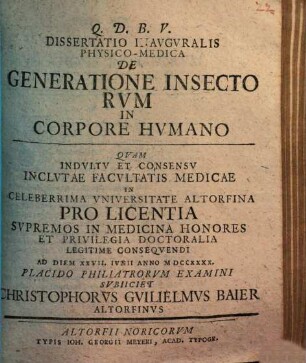 Q. D. B. V.
DISSERTATIO INAVGVRALIS
PHYSICO-MEDICA
DE
GENERATIONE INSECTO
RVM
IN
CORPORE HVMANO
QVAM
INDVLTV ET CONSENSV
INCLVTAE FACVLTATIS MEDICAE
IN
CELEBERRIMA VNIVERSITATE ALTORFINA
PRO LICENTIA
SVPREMOS IN MEDICINA HONORES
ET PRIVILEGIA DOCTORALIA
LEGITIME CONSEQVENDI
AD DIEM XXVII. IVNII ANNO MDCCXXXX.
PLACIDO PHILIATRORVM EXAMINI
SVBIICIET
CHRISTOPHORVS GVILIELMVS BAIER
ALTORFINVS
ALTORFII NORICORVM
TYPIS IOH. GEORGII MEYERI, ACAD. TYPOGR.